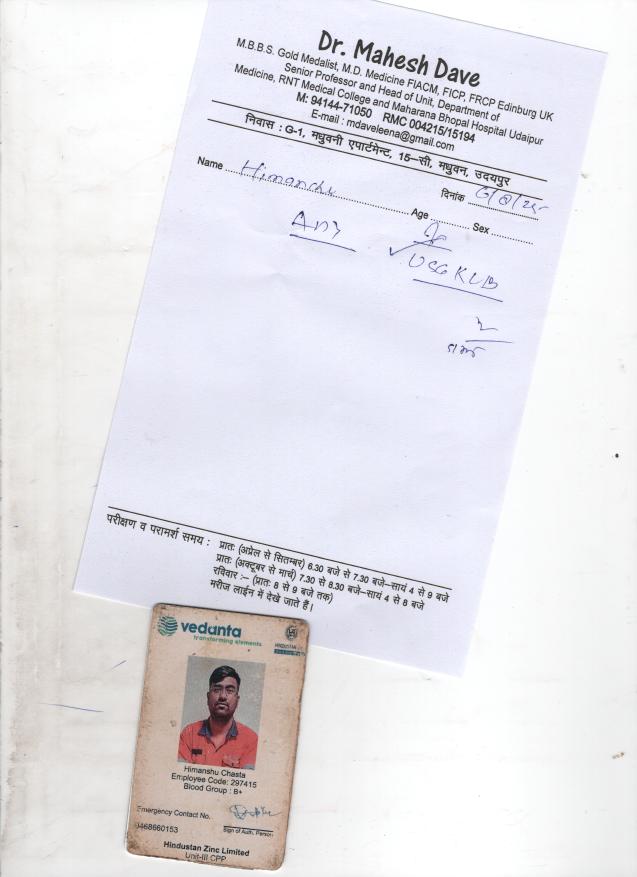 Dr. Mahesh Dave
M.B.B.S. Gold Medalist, M.D. Medicine FIACM, FICP, FRCP Edinburg UK
Senior Professor and Head of Unit, Department of
Medicine, RNT Medical College and Maharana Bhopal Hospital Udaipur
M: 94144-71050 RMC 004215/15194
E-mail : mdaveleena@gmail.com
निवास : G-1, मधुवनी एपार्टमेन्ट, 15–सी, मधुवन, उदयपुर
Name Himanshu दिनांक
Age Sex
USG KUB
परीक्षण व परामर्श समय : प्रातः (अप्रेल से सितम्बर) 6.30 बजे से 7.30 बजे–सायं 4 से 9 बजे
प्रातः (अक्टूबर से मार्च) 7.30 से 8.30 बजे–सायं 4 से 8 बजे
रविवार :– (प्रातः 8 से 9 बजे तक)
मरीज लाईन में देखे जाते हैं।
vedanta
transforming elements
HINDUSTAN
Himanshu Chasta
Employee Code: 297415
Blood Group : B+
Emergency Contact No.
9468660153
Sign of Auth. Person
Hindustan Zinc Limited
Unit-III CPP